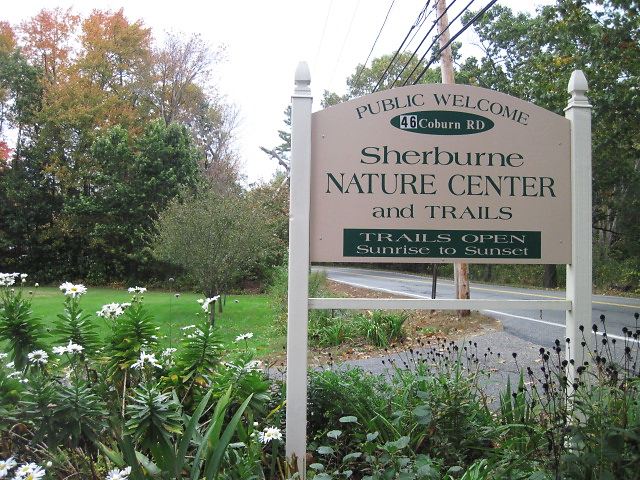 PUBLIC WELCOME
46 Coburn RD
Sherburne
NATURE CENTER
and TRAILS
TRAILS OPEN
Sunrise to Sunset